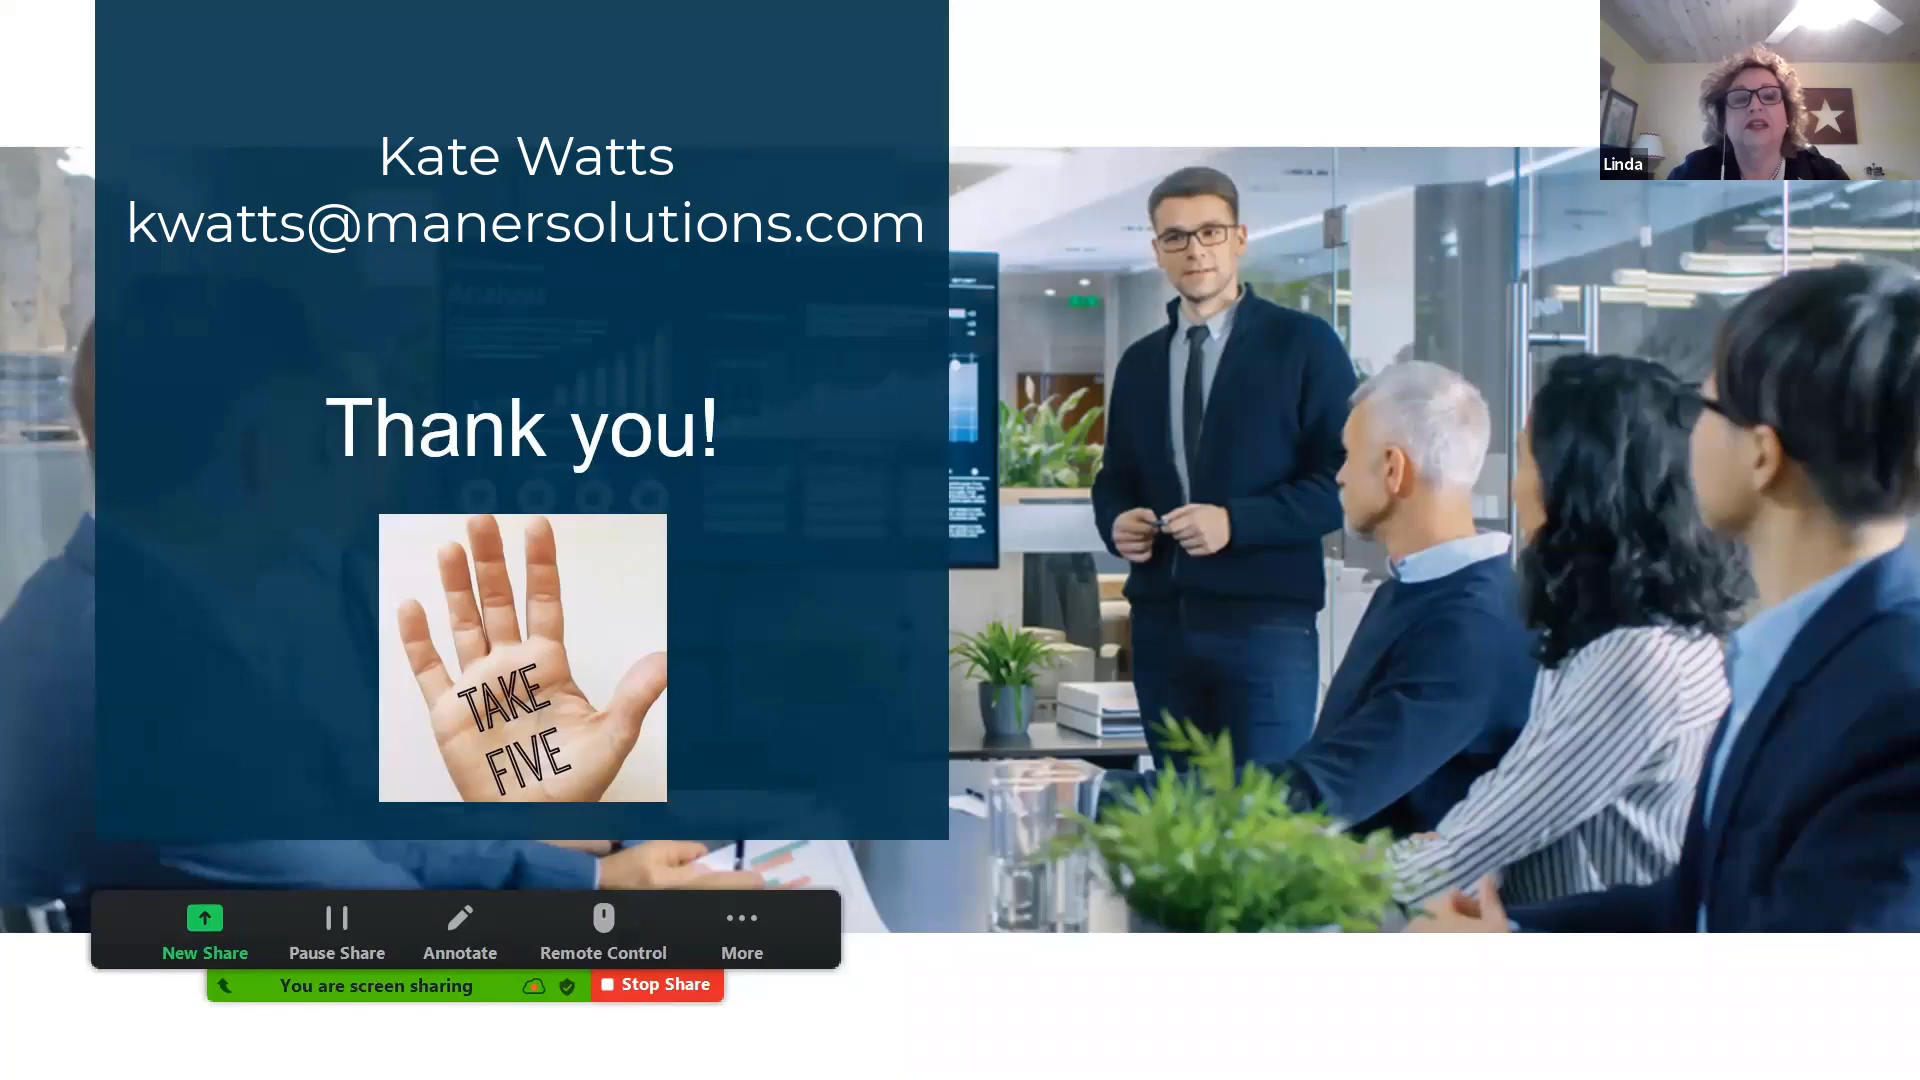 Kate Watts
kwatts@manersolutions.com
Thank you!
TAKE
FIVE
Linda
New Share
Pause Share
Annotate
Remote Control
More
You are screen sharing
Stop Share